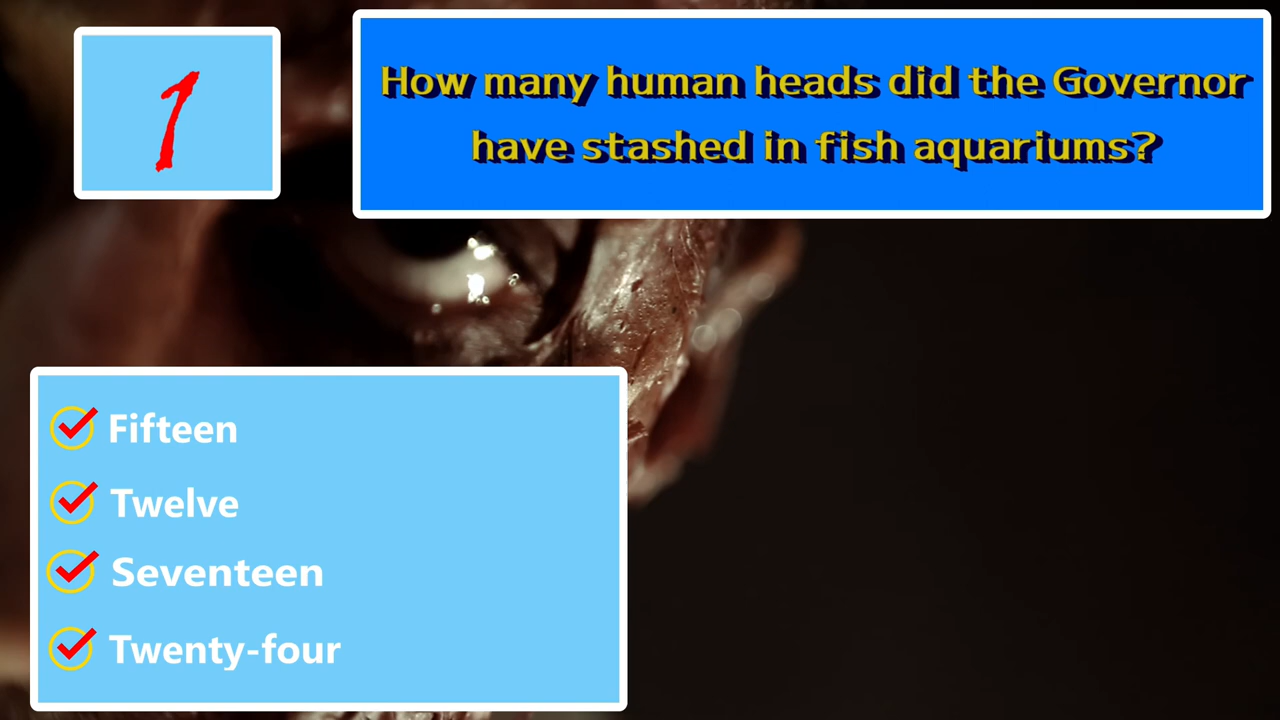 1
How many human heads did the Governor
have stashed in fish aquariums?
Fifteen
Twelve
Seventeen
Twenty-four